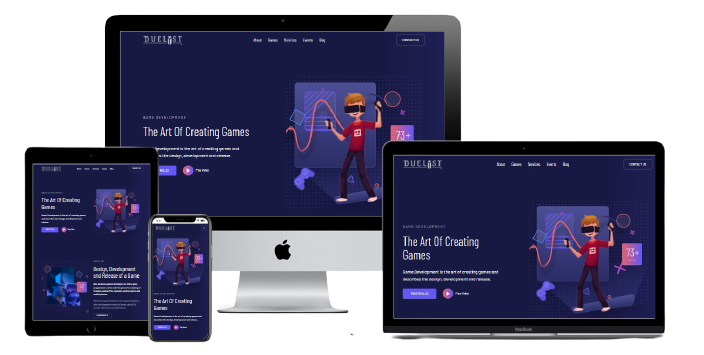 DUELIST
About Games Services Events Blog
CONTACT US
GAME DEVELOPMENT
The Art Of Creating Games
Development is the art of creating games and
the design, development and release.
Play Video
73+
DUELIST
The Art Of Creating
Games
Design, Development
and Release of a Game
73+
The Art Of Creating
Games
DUELIST
About Games Services Events Blog
CONTACT US
GAME DEVELOPMENT
The Art Of Creating
Games
Game Development is the art of creating games and
describes the design, development and release.
PORTFOLIO
Play Video
73+
MacBook